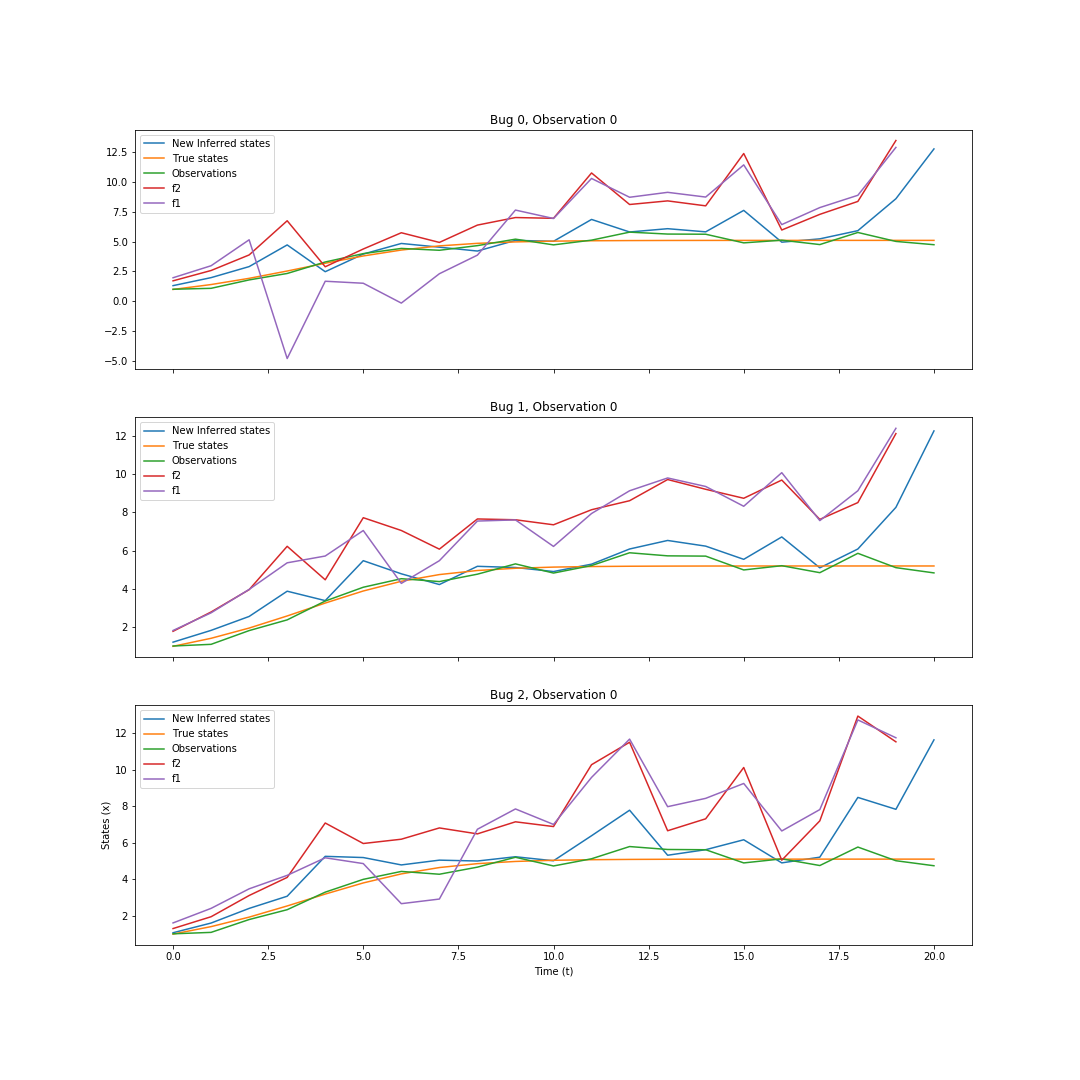 Bug 0, Observation 0
New Inferred states
True states
Observations
f2
f1
12.5
10.0
7.5
5.0
2.5
0.0
−2.5
−5.0
Bug 1, Observation 0
New Inferred states
True states
Observations
f2
f1
12
10
8
6
4
2
Bug 2, Observation 0
New Inferred states
True states
Observations
f2
f1
12
10
8
6
4
2
States (x)
0.0 2.5 5.0 7.5 10.0 12.5 15.0 17.5 20.0
Time (t)